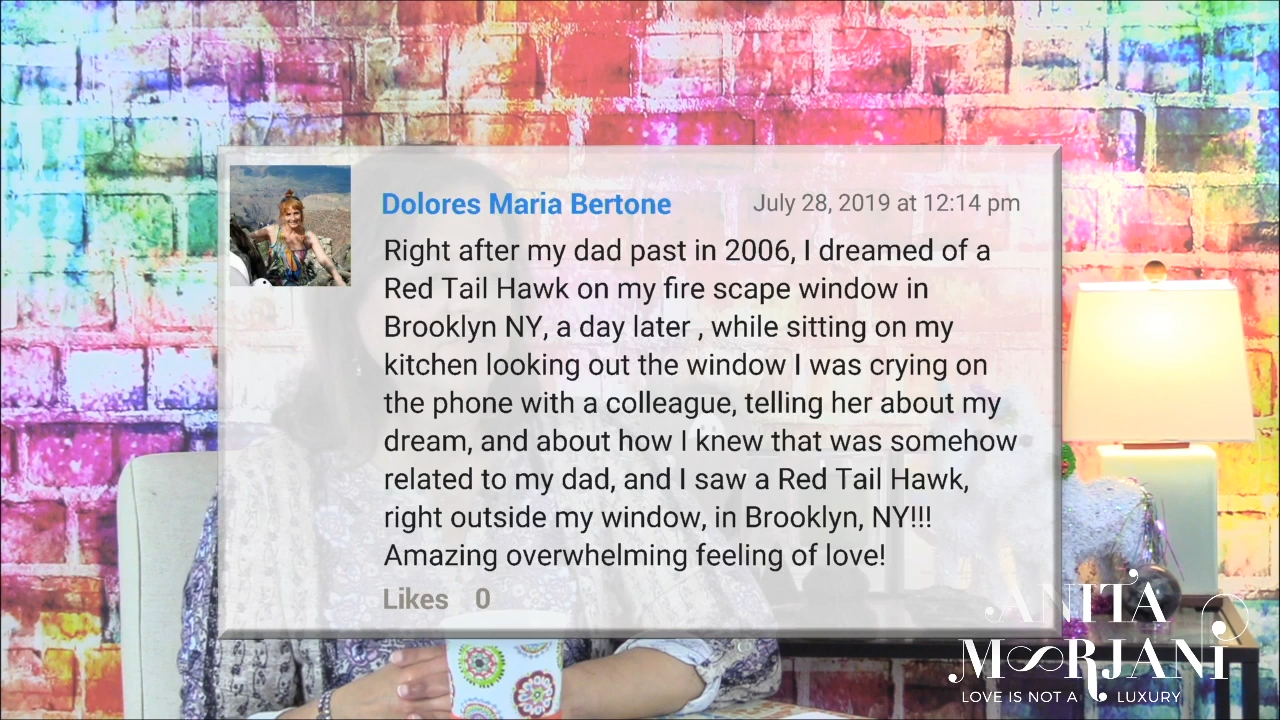 Dolores Maria Bertone
July 28, 2019 at 12:14 pm
Right after my dad past in 2006, I dreamed of a
Red Tail Hawk on my fire scape window in
Brooklyn NY, a day later , while sitting on my
kitchen looking out the window I was crying on
the phone with a colleague, telling her about my
dream, and about how I knew that was somehow
related to my dad, and I saw a Red Tail Hawk,
right outside my window, in Brooklyn, NY!!!
Amazing overwhelming feeling of love!
Likes 0
ANITA
MOORJANI
LOVE IS NOT A LUXURY